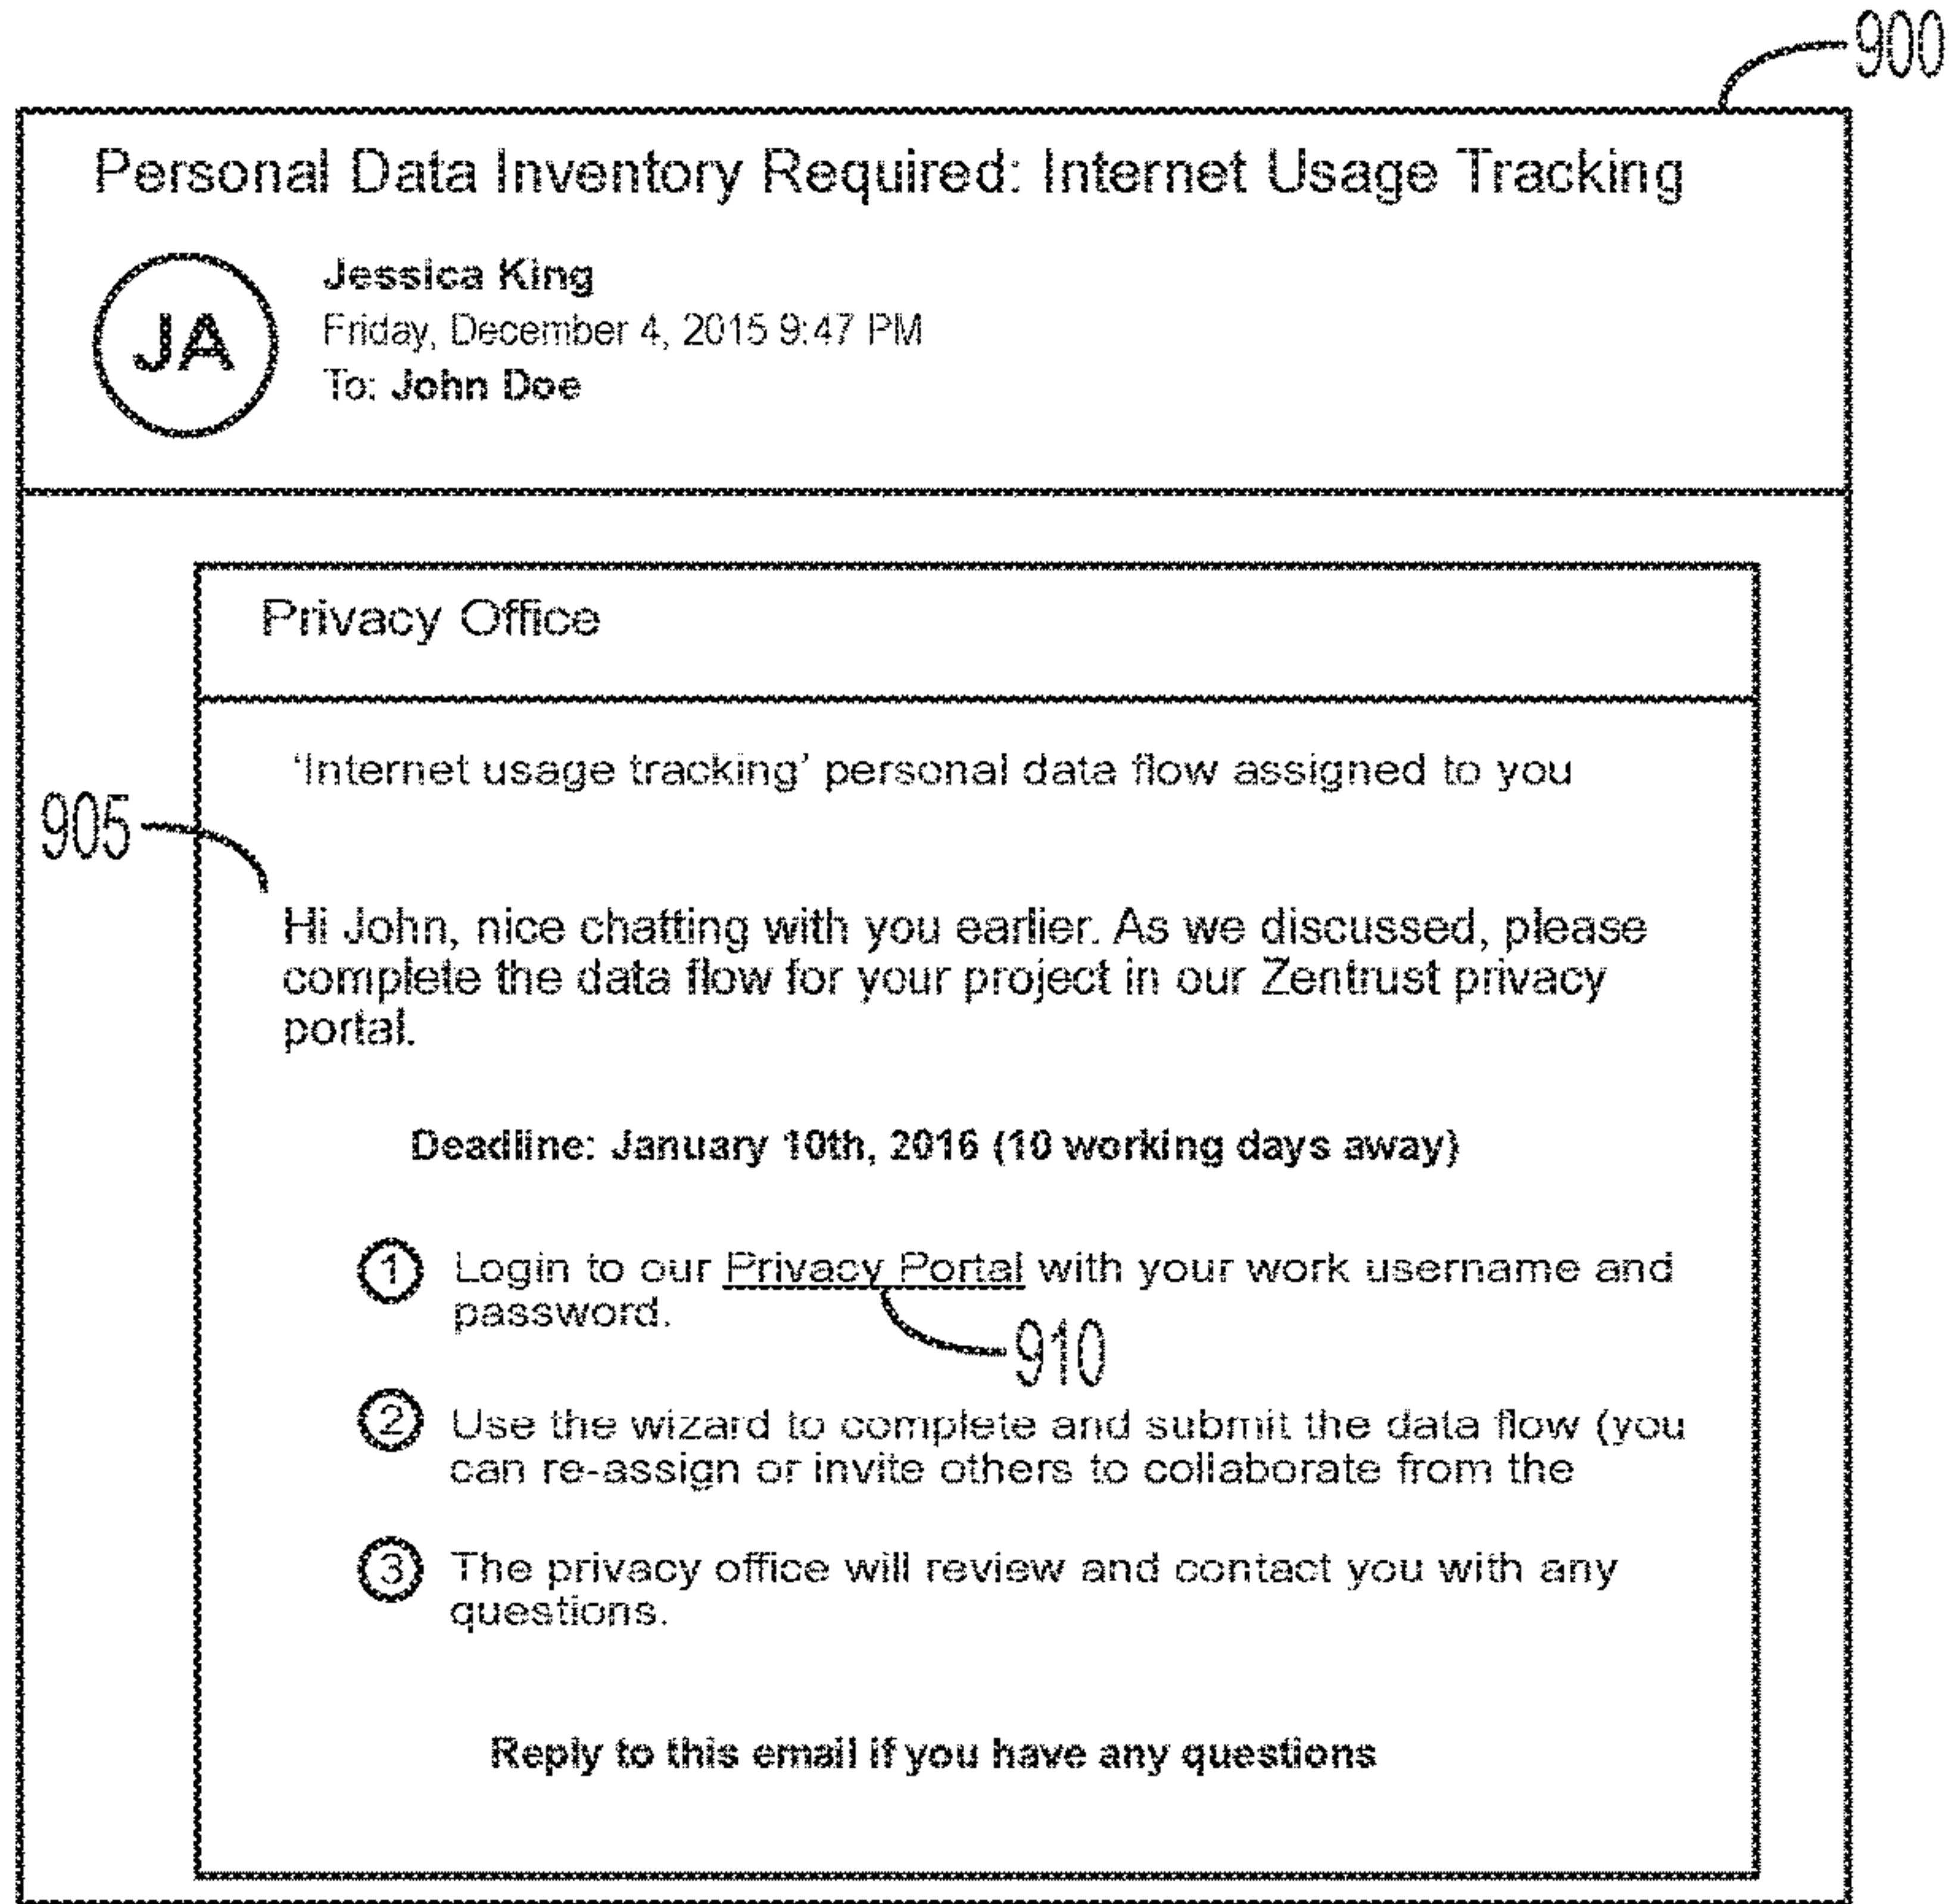 900
Personal Data Inventory Required: Internet Usage Tracking
JA
Jessica King
Friday, December 4, 2015 9:47 PM
To: John Doe
Privacy Office
'Internet usage tracking' personal data flow assigned to you
905
Hi John, nice chatting with you earlier. As we discussed, please
complete the data flow for your project in our Zentrust privacy
portal.
Deadline: January 10th, 2016 (10 working days away)
1 Login to our Privacy Portal with your work username and
password.
910
2 Use the wizard to complete and submit the data flow (you
can re-assign or invite others to collaborate from the
3 The privacy office will review and contact you with any
questions.
Reply to this email if you have any questions